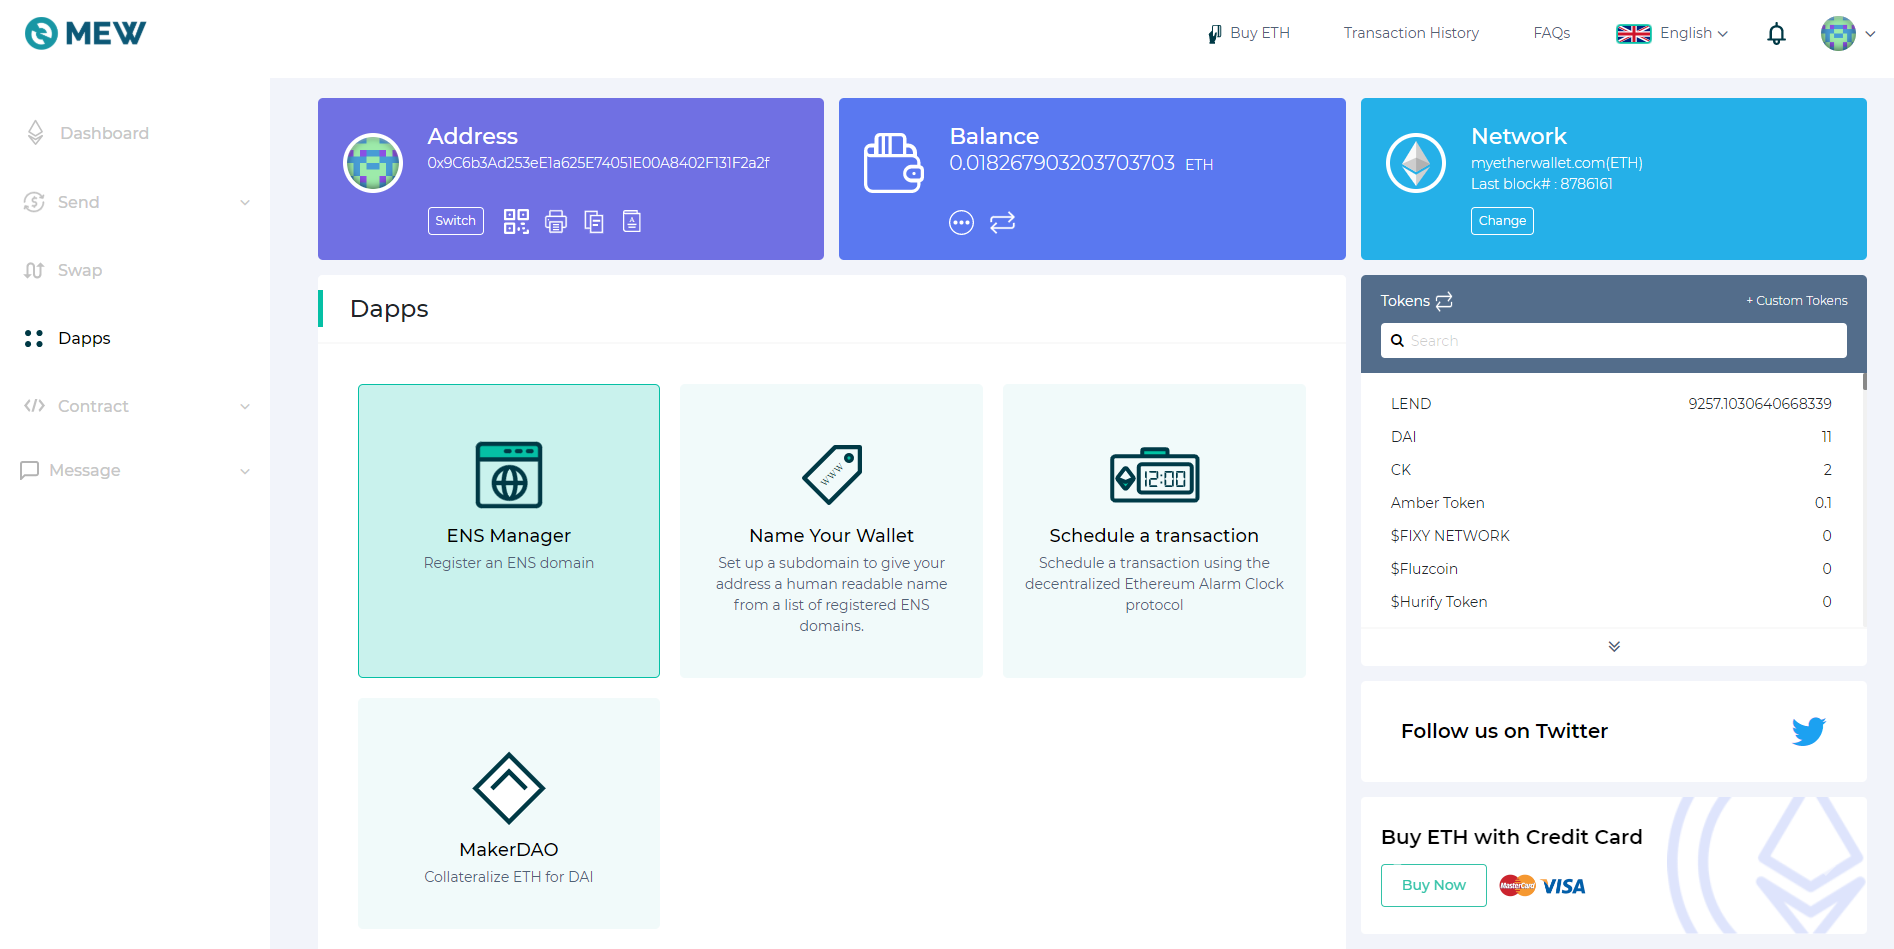 MEW
Buy ETH
Transaction History
FAQs
English
Dashboard
Send
Swap
Dapps
Contract
Message
Address
0x9C6b3Ad253eE1a625E74051E00A8402F131F2a2f
Switch
Balance
0.018267903203703703 ETH
Network
myetherwallet.com(ETH)
Last block# : 8786161
Change
Dapps
ENS Manager
Register an ENS domain
www
Name Your Wallet
Set up a subdomain to give your
address a human readable name
from a list of registered ENS
domains.
12:00
Schedule a transaction
Schedule a transaction using the
decentralized Ethereum Alarm Clock
protocol
MakerDAO
Collateralize ETH for DAI
Tokens
+ Custom Tokens
Search
LEND 9257.1030640668339
DAI 11
CK 2
Amber Token 0.1
$FIXY NETWORK 0
$Fluzcoin 0
$Hurify Token 0
Follow us on Twitter
Buy ETH with Credit Card
Buy Now
MasterCard
VISA